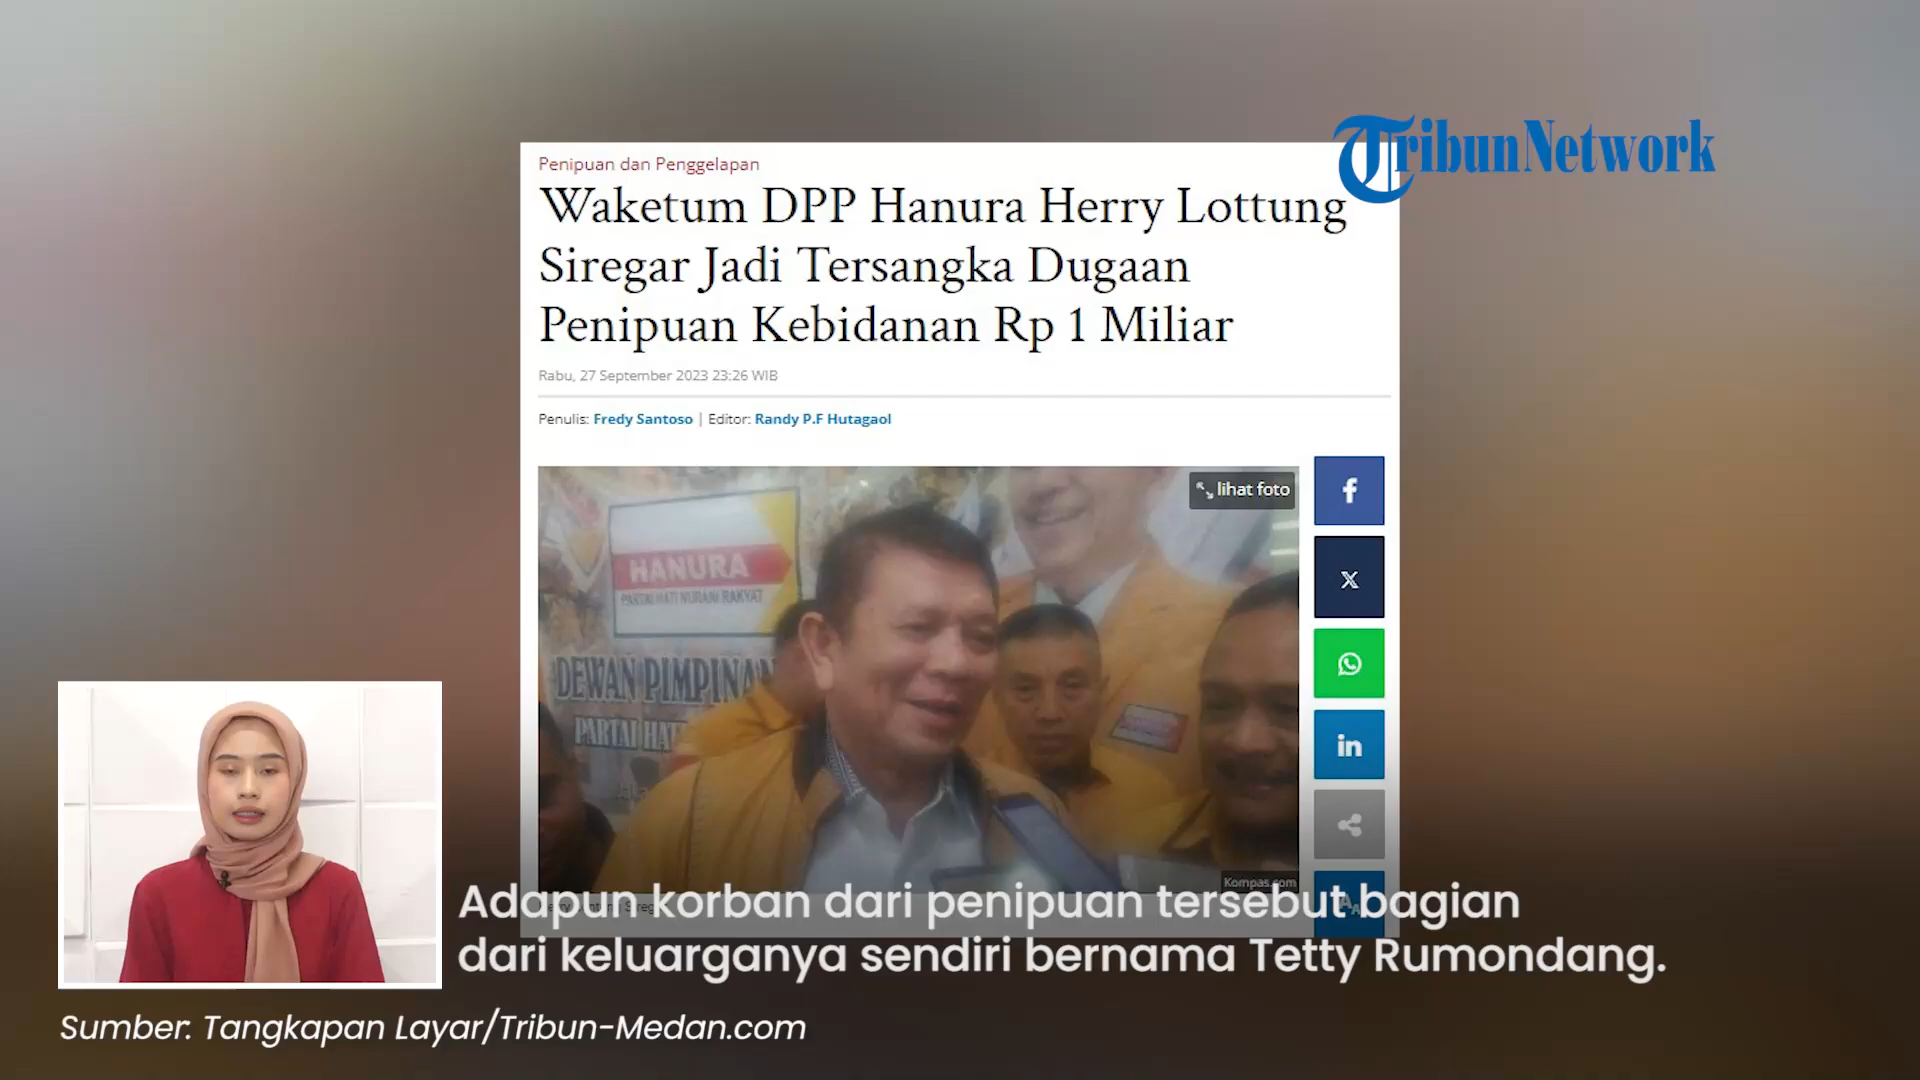 TribunNetwork
Penipuan dan Penggelapan
Waketum DPP Hanura Herry Lottung
Siregar Jadi Tersangka Dugaan
Penipuan Kebidanan Rp 1 Miliar
Rabu, 27 September 2023 23:26 WIB
Penulis: Fredy Santoso | Editor: Randy P.F Hutagaol
lihat foto
HANURA
PARTAI HATI NURANI RAKYAT
DEWAN PIMPINAN
PARTAI HAT
Kompas.com
Adapun korban dari penipuan tersebut bagian
dari keluarganya sendiri bernama Tetty Rumondang.
Sumber: Tangkapan Layar/Tribun-Medan.com